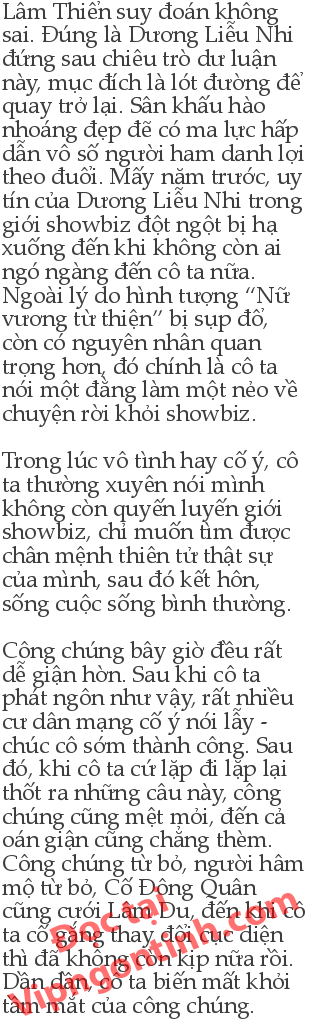 Lâm Thiển suy đoán không
sai. Đúng là Dương Liễu Nhi
đứng sau chiêu trò dư luận
này, mục đích là lót đường để
quay trở lại. Sân khấu hào
nhoáng đẹp đẽ có ma lực hấp
dẫn vô số người ham danh lợi
theo đuổi. Mấy năm trước, uy
tín của Dương Liễu Nhi trong
giới showbiz đột ngột bị hạ
xuống đến khi không còn ai
ngó ngàng đến cô ta nữa.
Ngoài lý do hình tượng “Nữ
vương từ thiện” bị sụp đổ,
còn có nguyên nhân quan
trọng hơn, đó chính là cô ta
nói một đằng làm một nẻo về
chuyện rời khỏi showbiz.
Trong lúc vô tình hay cố ý, cô
ta thường xuyên nói mình
không còn quyến luyến giới
showbiz, chỉ muốn tìm được
chân mệnh thiên tử thật sự
của mình, sau đó kết hôn,
sống cuộc sống bình thường.
Công chúng bây giờ đều rất
dễ giận hờn. Sau khi cô ta
phát ngôn như vậy, rất nhiều
cư dân mạng cố ý nói lẫy -
chúc cô sớm thành công. Sau
đó, khi cô ta cứ lặp đi lặp lại
thốt ra những câu này, công
chúng cũng mệt mỏi, đến cả
oán giận cũng chẳng thèm.
Công chúng từ bỏ, người hâm
mộ từ bỏ, Cố Đông Quân
cũng cưới Lâm Du, đến khi cô
ta cố gắng thay đổi cục diện
thì đã không còn kịp nữa rồi.
Dần dần, cô ta biến mất khỏi
tầm mắt của công chúng.
Đọc tại
Vipngontinh.com